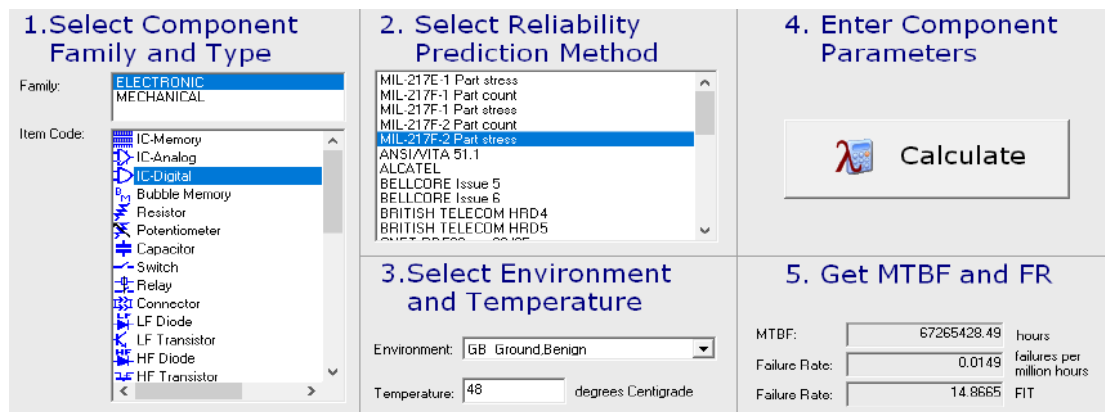 1.Select Component
Family and Type
Family:
ELECTRONIC
MECHANICAL
Item Code:
IC-Memory
IC-Analog
IC-Digital
Bubble Memory
Resistor
Potentiometer
Capacitor
Switch
Relay
Connector
LF Diode
LF Transistor
HF Diode
HF Transistor
2. Select Reliability
Prediction Method
MIL-217E-1 Part stress
MIL-217F-1 Part count
MIL-217F-1 Part stress
MIL-217F-2 Part count
MIL-217F-2 Part stress
ANSI/VITA 51.1
ALCATEL
BELLCORE Issue 5
BELLCORE Issue 6
BRITISH TELECOM HRD4
BRITISH TELECOM HRD5
3.Select Environment
and Temperature
Environment: GB Ground,Benign
Temperature: 48 degrees Centigrade
4. Enter Component
Parameters
λ Calculate
5. Get MTBF and FR
MTBF: 67265428.49 hours
Failure Rate: 0.0149 failures per
million hours
Failure Rate: 14.8665 FIT